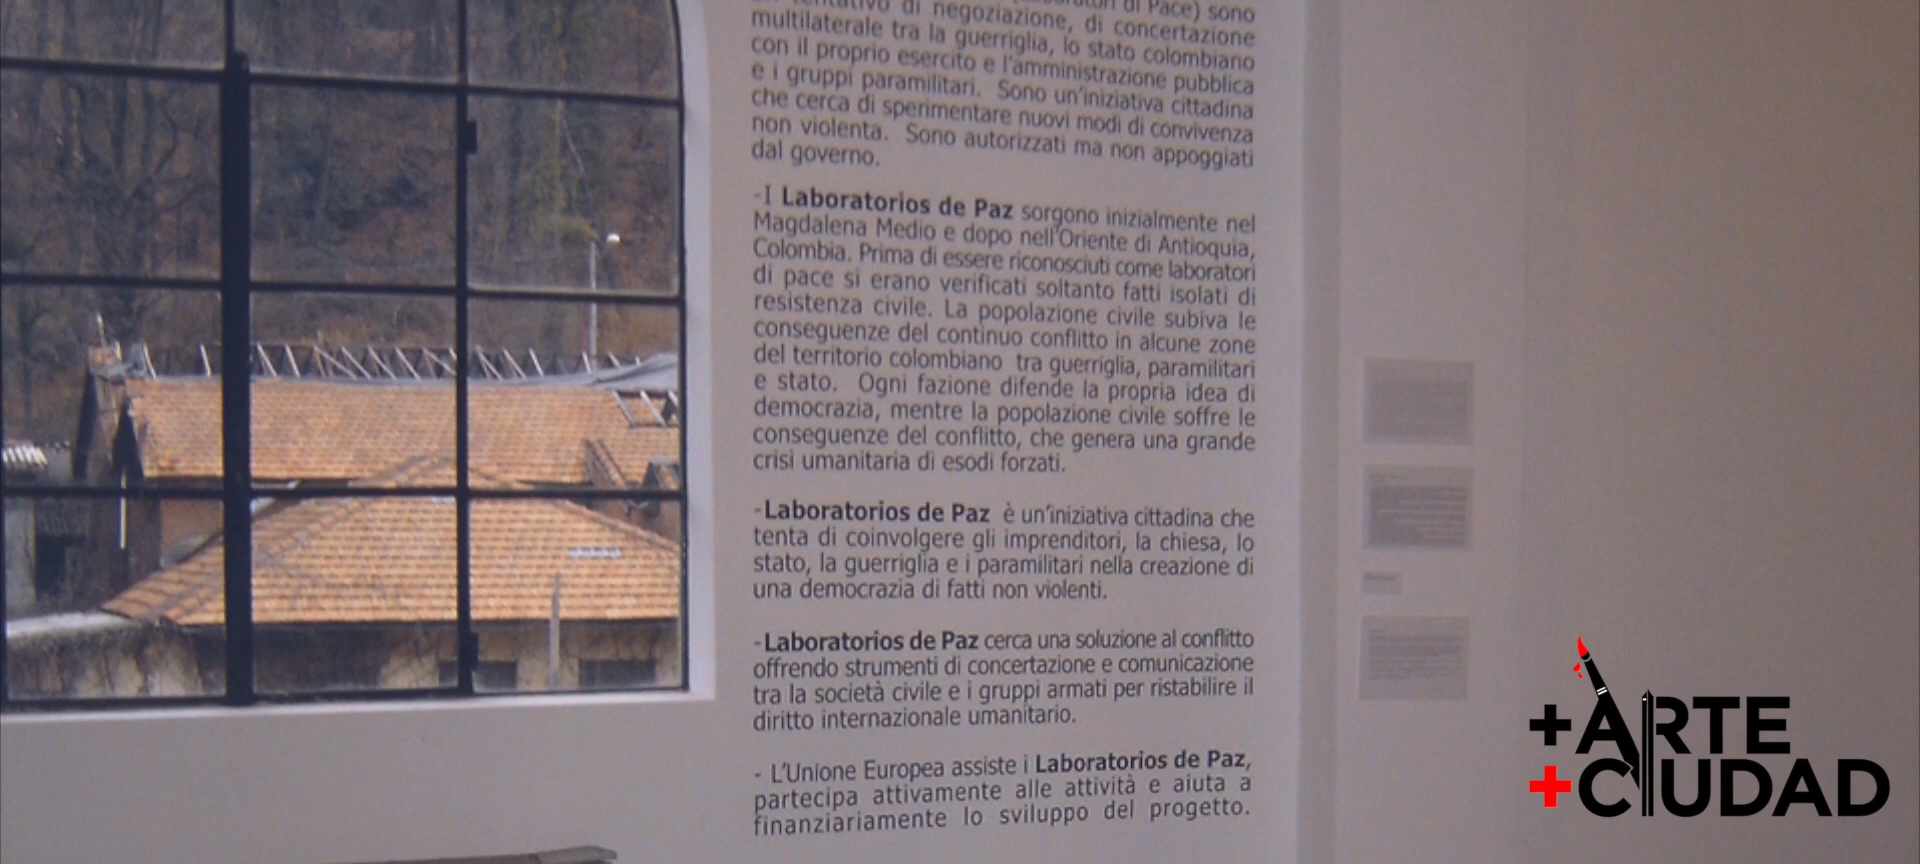 tentativo di negoziazione, di concertazione
multilaterale tra la guerriglia, lo stato colombiano
con il proprio esercito e l'amministrazione pubblica
e i gruppi paramilitari. Sono un'iniziativa cittadina
che cerca di sperimentare nuovi modi di convivenza
non violenta. Sono autorizzati ma non appoggiati
dal governo.
-I Laboratorios de Paz sorgono inizialmente nel
Magdalena Medio e dopo nell'Oriente di Antioquia,
Colombia. Prima di essere riconosciuti come laboratori
di pace si erano verificati soltanto fatti isolati di
resistenza civile. La popolazione civile subiva le
conseguenze del continuo conflitto in alcune zone
del territorio colombiano tra guerriglia, paramilitari
e stato. Ogni fazione difende la propria idea di
democrazia, mentre la popolazione civile soffre le
conseguenze del conflitto, che genera una grande
crisi umanitaria di esodi forzati.
-Laboratorios de Paz è un'iniziativa cittadina che
tenta di coinvolgere gli imprenditori, la chiesa, lo
stato, la guerriglia e i paramilitari nella creazione di
una democrazia di fatti non violenti.
-Laboratorios de Paz cerca una soluzione al conflitto
offrendo strumenti di concertazione e comunicazione
tra la società civile e i gruppi armati per ristabilire il
diritto internazionale umanitario.
- L'Unione Europea assiste i Laboratorios de Paz,
partecipa attivamente alle attività e aiuta a
finanziariamente lo sviluppo del progetto.
+ARTE
+CIUDAD